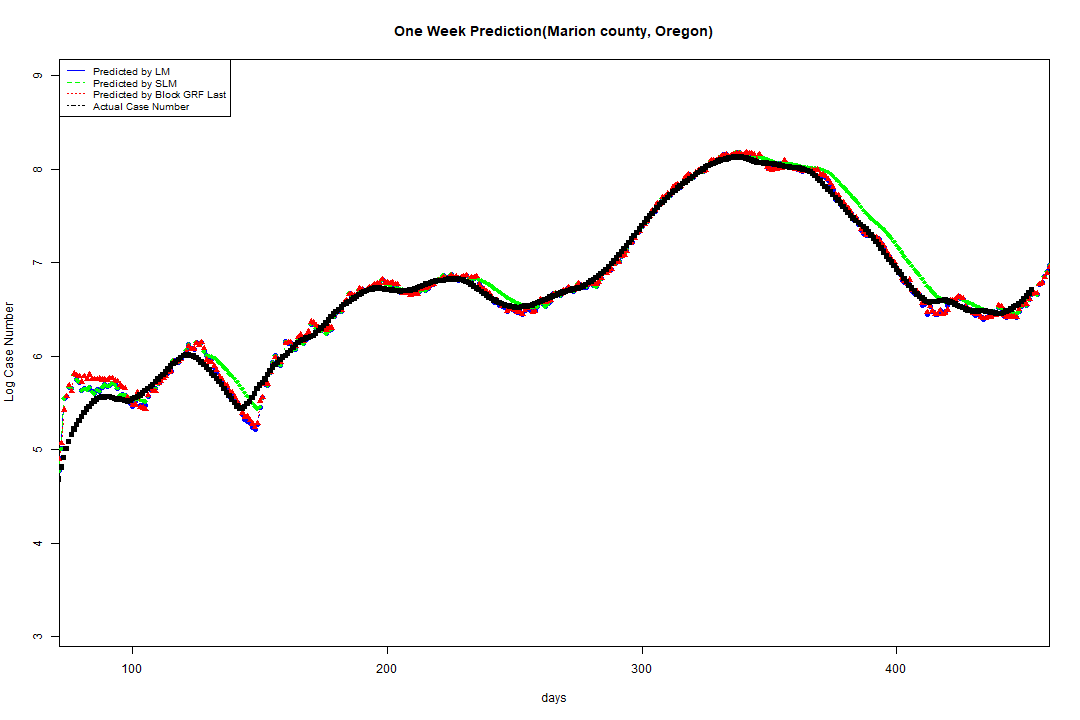 One Week Prediction(Marion county, Oregon)
Predicted by LM
Predicted by SLM
Predicted by Block GRF Last
Actual Case Number
Log Case Number
9
8
7
6
5
4
3
100 200 300 400
days